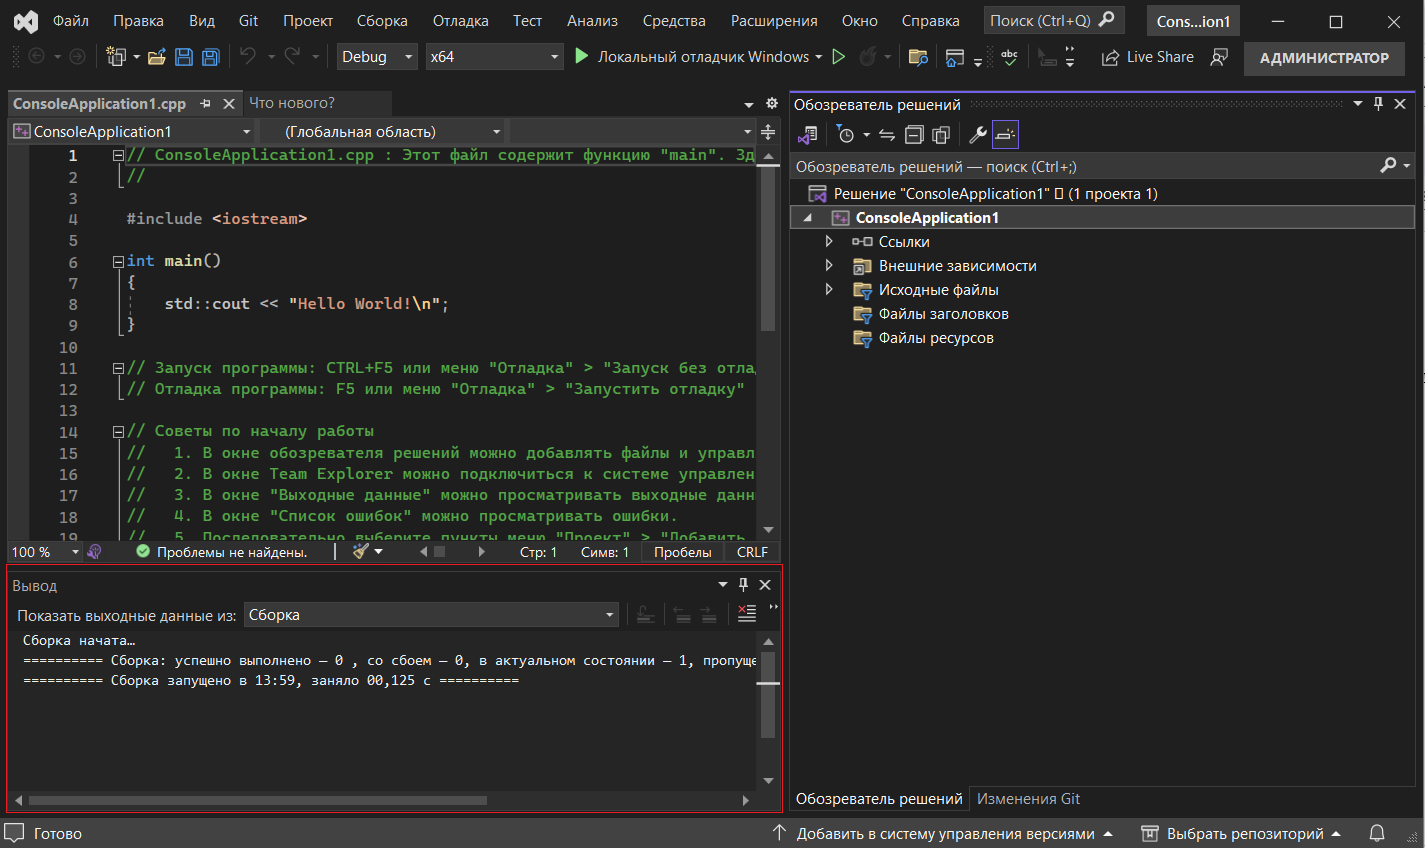 Файл Правка Вид Git Проект Сборка Отладка Тест Анализ Средства Расширения Окно Справка Поиск (Ctrl+Q) Cons...ion1
Debug x64 Локальный отладчик Windows abc Live Share АДМИНИСТРАТОР
ConsoleApplication1.cpp Что нового?
ConsoleApplication1 (Глобальная область)
1 // ConsoleApplication1.cpp : Этот файл содержит функцию "main". Зд
2 //
3
4 #include <iostream>
5
6 int main()
7 {
8 std::cout << "Hello World!\n";
9 }
10
11 // Запуск программы: CTRL+F5 или меню "Отладка" > "Запуск без отла
12 // Отладка программы: F5 или меню "Отладка" > "Запустить отладку"
13
14 // Советы по началу работы
15 // 1. В окне обозревателя решений можно добавлять файлы и управл
16 // 2. В окне Team Explorer можно подключиться к системе управлен
17 // 3. В окне "Выходные данные" можно просматривать выходные данн
18 // 4. В окне "Список ошибок" можно просматривать ошибки.
19 // 5. Последовательно выберите пункты меню "Проект" > "Добавить
100 % Проблемы не найдены. Стр: 1 Симв: 1 Пробелы CRLF
Вывод
Показать выходные данные из: Сборка
Сборка начата…
========== Сборка: успешно выполнено — 0 , со сбоем — 0, в актуальном состоянии — 1, пропуще
========== Сборка запущено в 13:59, заняло 00,125 с ==========
Обозреватель решений
Обозреватель решений — поиск (Ctrl+;)
Решение "ConsoleApplication1" (1 проекта 1)
ConsoleApplication1
Ссылки
Внешние зависимости
Исходные файлы
Файлы заголовков
Файлы ресурсов
Обозреватель решений Изменения Git
Готово Добавить в систему управления версиями Выбрать репозиторий